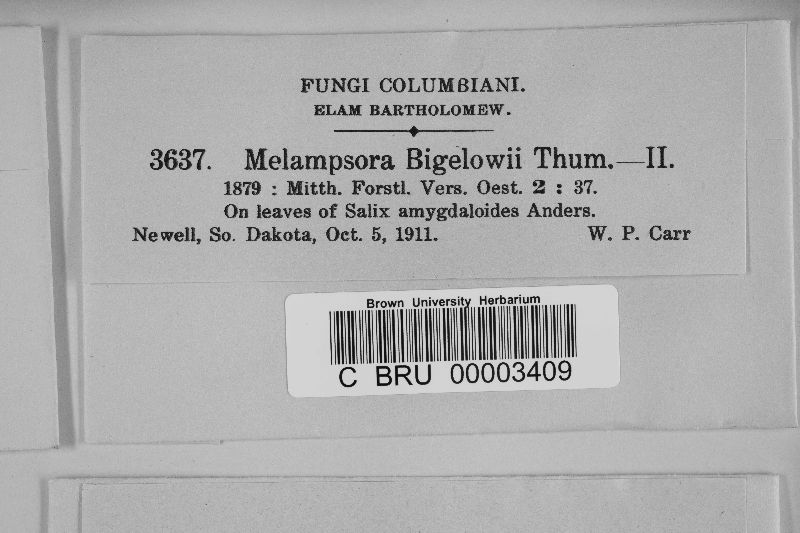 FUNGI COLUMBIANI.
ELAM BARTHOLOMEW.
3637. Melampsora Bigelowii Thum.—II.
1879 : Mitth. Forstl. Vers. Oest. 2 : 37.
On leaves of Salix amygdaloides Anders.
Newell, So. Dakota, Oct. 5, 1911. W. P. Carr
Brown University Herbarium
C BRU 00003409